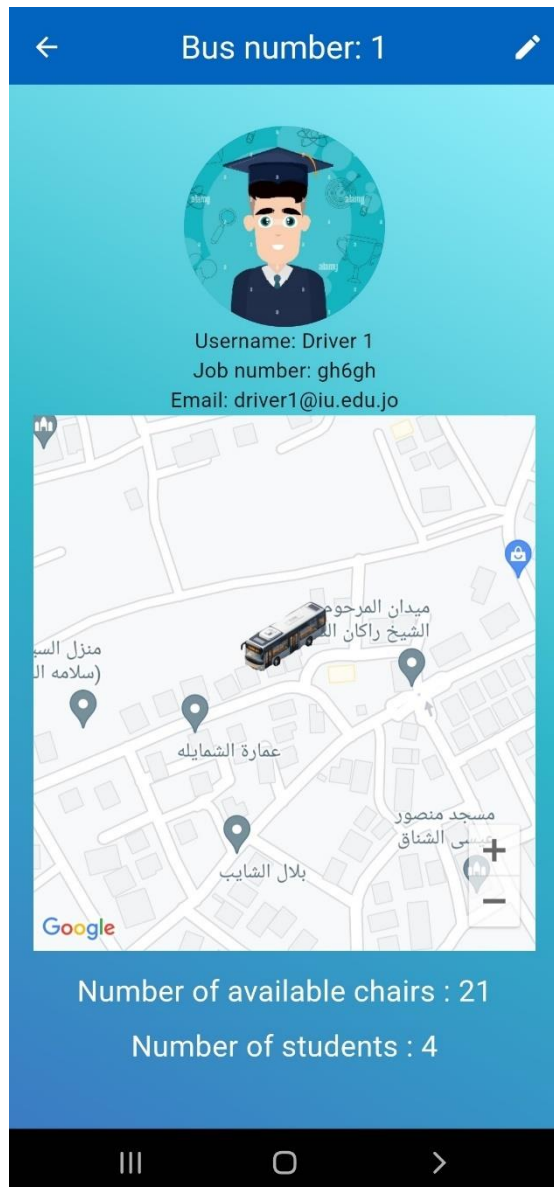 Bus number: 1
Username: Driver 1
Job number: gh6gh
Email: driver1@iu.edu.jo
ميدان المرحوم
الشيخ راكان
منزل
(سلامه
عمارة الشمايله
مسجد منصور
الشناق
بلال الشايب
+
−
Google
Number of available chairs : 21
Number of students : 4